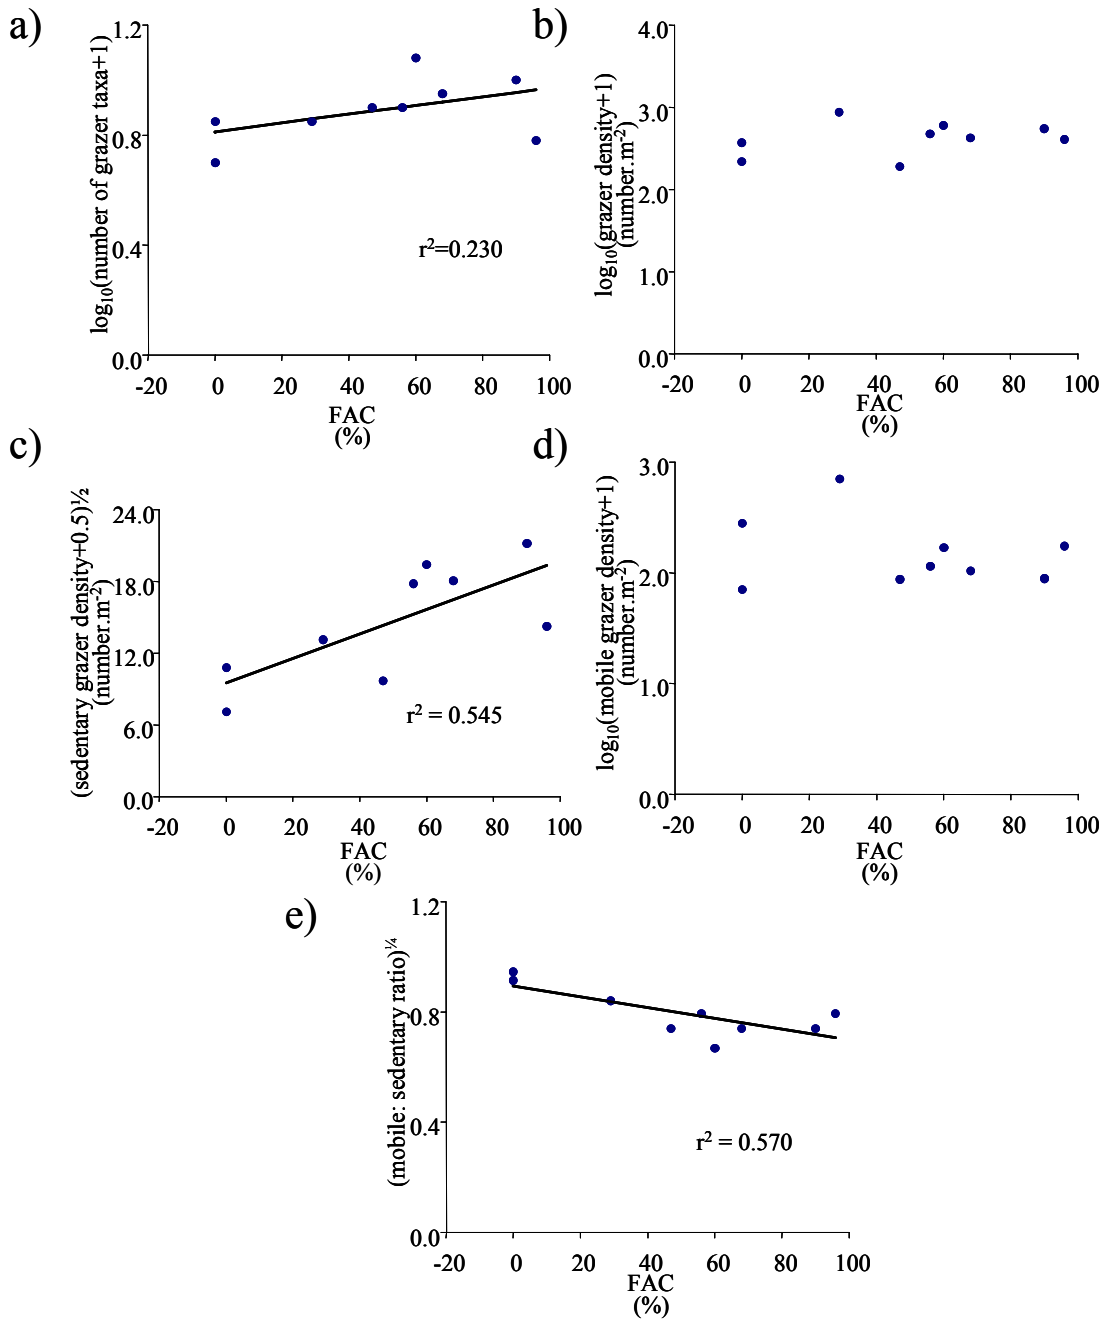 a)
log10(number of grazer taxa+1)
1.2
0.8
0.4
0.0
r²=0.230
-20 0 20 40 60 80 100
FAC
(%)
b)
log10(grazer density+1)
(number.m⁻²)
4.0
3.0
2.0
1.0
0.0
-20 0 20 40 60 80 100
FAC
(%)
c)
(sedentary grazer density+0.5)½
(number.m⁻²)
24.0
18.0
12.0
6.0
0.0
r² = 0.545
-20 0 20 40 60 80 100
FAC
(%)
d)
log10(mobile grazer density+1)
(number.m⁻²)
3.0
2.0
1.0
0.0
-20 0 20 40 60 80 100
FAC
(%)
e)
(mobile: sedentary ratio)¼
1.2
0.8
0.4
0.0
r² = 0.570
-20 0 20 40 60 80 100
FAC
(%)